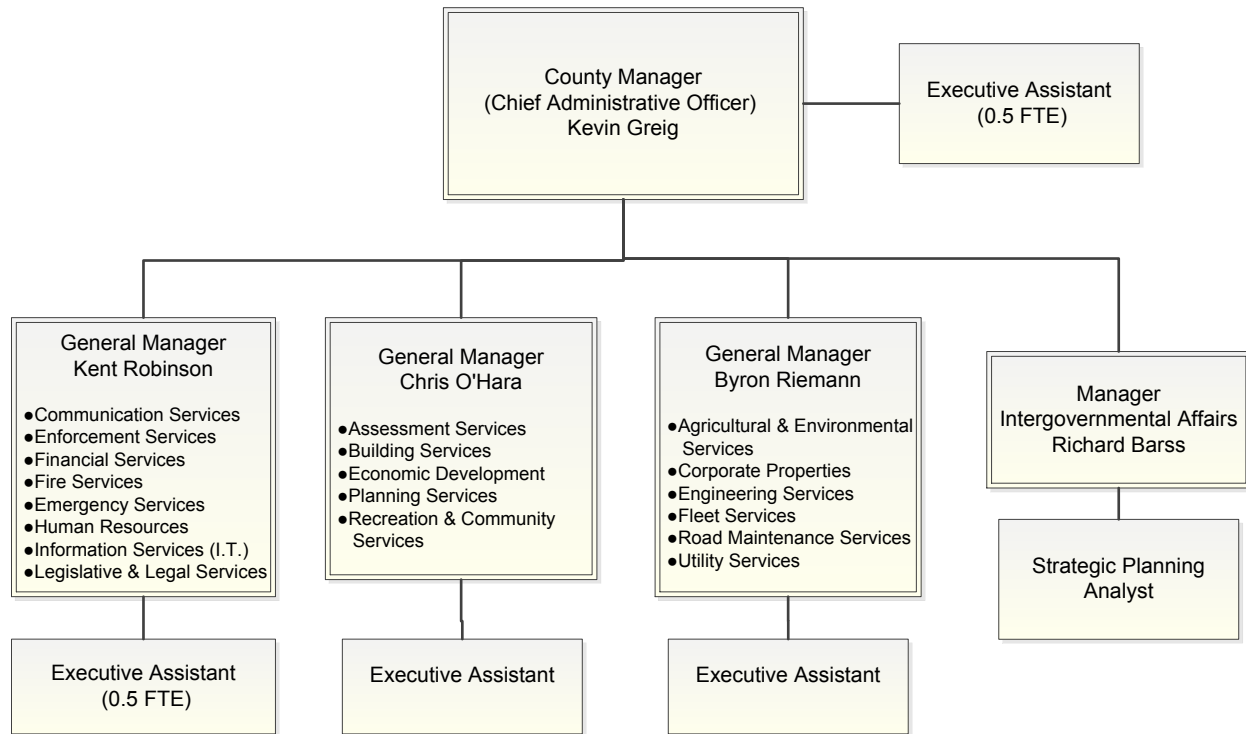 County Manager
(Chief Administrative Officer)
Kevin Greig
Executive Assistant
(0.5 FTE)
General Manager
Kent Robinson
●Communication Services
●Enforcement Services
●Financial Services
●Fire Services
●Emergency Services
●Human Resources
●Information Services (I.T.)
●Legislative & Legal Services
Executive Assistant
(0.5 FTE)
General Manager
Chris O'Hara
●Assessment Services
●Building Services
●Economic Development
●Planning Services
●Recreation & Community
Services
Executive Assistant
General Manager
Byron Riemann
●Agricultural & Environmental
Services
●Corporate Properties
●Engineering Services
●Fleet Services
●Road Maintenance Services
●Utility Services
Executive Assistant
Manager
Intergovernmental Affairs
Richard Barss
Strategic Planning
Analyst